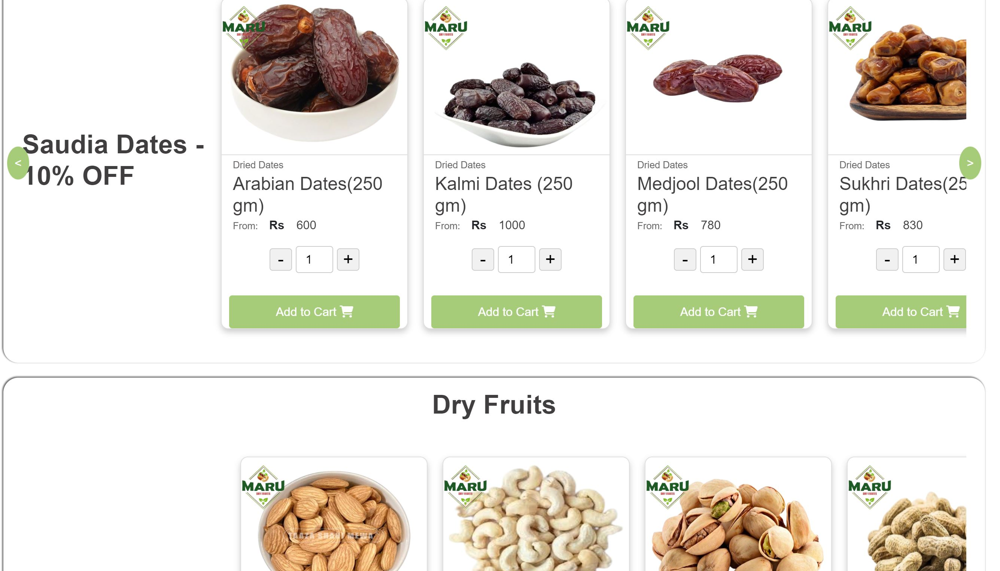 MARU
DRY FRUITS
MARU
DRY FRUITS
MARU
DRY FRUITS
MARU
DRY FRUITS
Saudia Dates -
10% OFF
<
>
Dried Dates
Arabian Dates(250
gm)
From: Rs 600
- 1 +
Add to Cart
Dried Dates
Kalmi Dates (250
gm)
From: Rs 1000
- 1 +
Add to Cart
Dried Dates
Medjool Dates(250
gm)
From: Rs 780
- 1 +
Add to Cart
Dried Dates
Sukhri Dates(25
gm)
From: Rs 830
- 1 +
Add to Cart
Dry Fruits
MARU
DRY FRUITS
TAAZA SHAHI MEWA®
MARU
DRY FRUITS
MARU
DRY FRUITS
MARU
DRY FRUITS